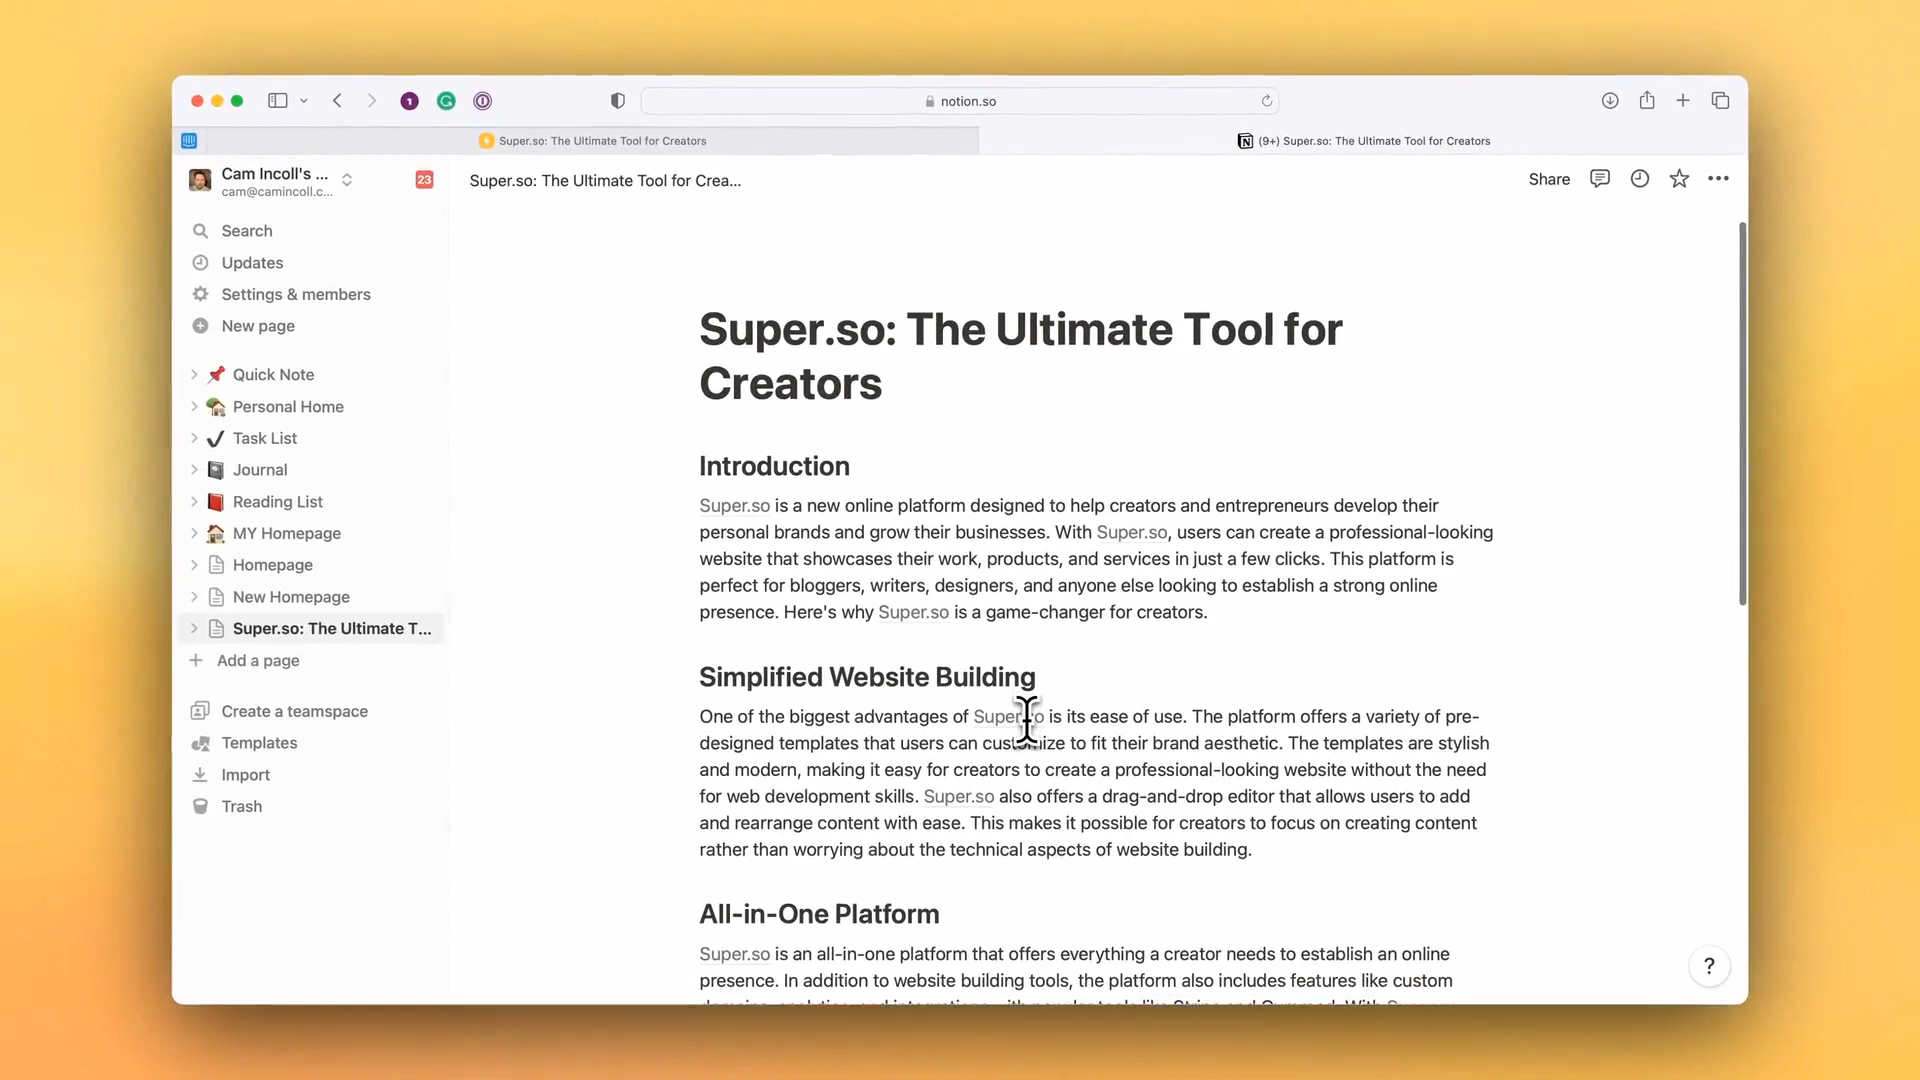 notion.so
Super.so: The Ultimate Tool for Creators
(9+) Super.so: The Ultimate Tool for Creators
Cam Incoll's ...
cam@camincoll.c...
23
Super.so: The Ultimate Tool for Crea...
Share
Search
Updates
Settings & members
New page
Quick Note
Personal Home
Task List
Journal
Reading List
MY Homepage
Homepage
New Homepage
Super.so: The Ultimate T...
Add a page
Create a teamspace
Templates
Import
Trash
Super.so: The Ultimate Tool for
Creators
Introduction
Super.so is a new online platform designed to help creators and entrepreneurs develop their
personal brands and grow their businesses. With Super.so, users can create a professional-looking
website that showcases their work, products, and services in just a few clicks. This platform is
perfect for bloggers, writers, designers, and anyone else looking to establish a strong online
presence. Here's why Super.so is a game-changer for creators.
Simplified Website Building
One of the biggest advantages of Super.so is its ease of use. The platform offers a variety of pre-
designed templates that users can customize to fit their brand aesthetic. The templates are stylish
and modern, making it easy for creators to create a professional-looking website without the need
for web development skills. Super.so also offers a drag-and-drop editor that allows users to add
and rearrange content with ease. This makes it possible for creators to focus on creating content
rather than worrying about the technical aspects of website building.
All-in-One Platform
Super.so is an all-in-one platform that offers everything a creator needs to establish an online
presence. In addition to website building tools, the platform also includes features like custom
?